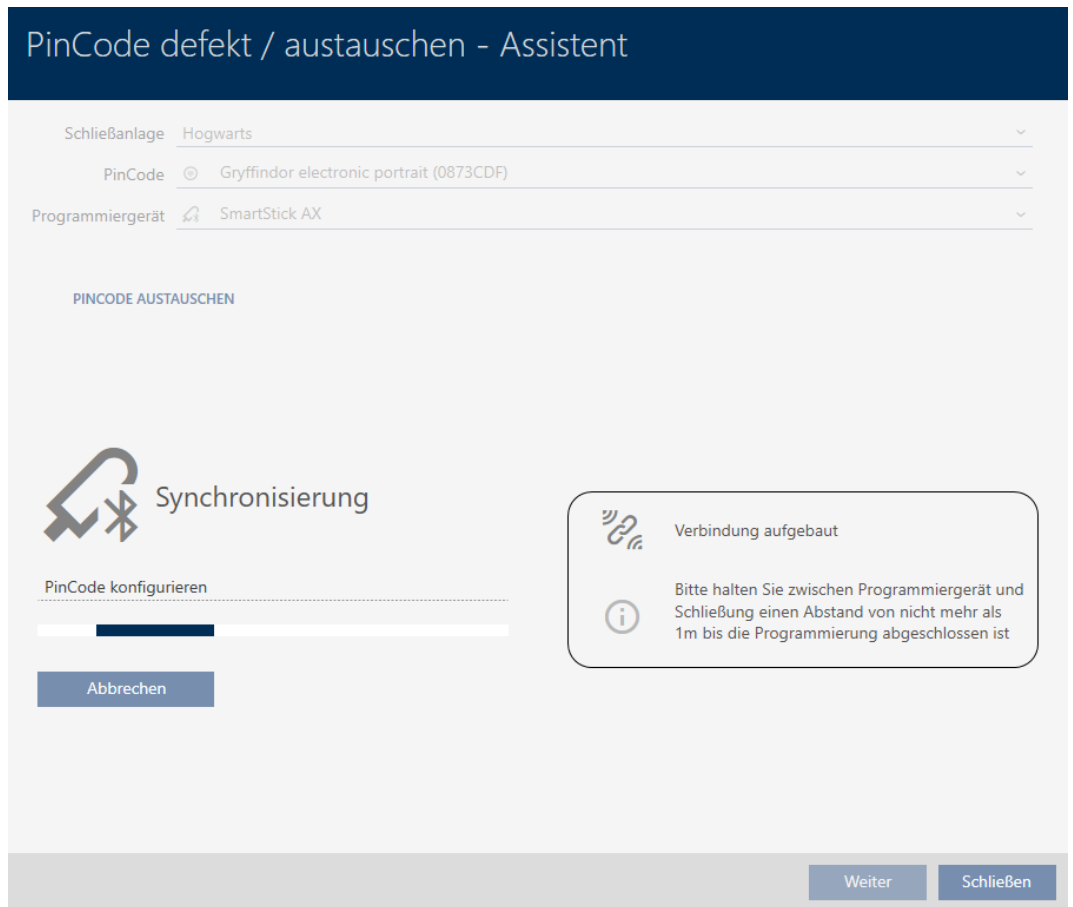 PinCode defekt / austauschen - Assistent
Schließanlage Hogwarts
PinCode Gryffindor electronic portrait (0873CDF)
Programmiergerät SmartStick AX
PINCODE AUSTAUSCHEN
Synchronisierung
Verbindung aufgebaut
PinCode konfigurieren
Bitte halten Sie zwischen Programmiergerät und
Schließung einen Abstand von nicht mehr als
1m bis die Programmierung abgeschlossen ist
Abbrechen
Weiter Schließen